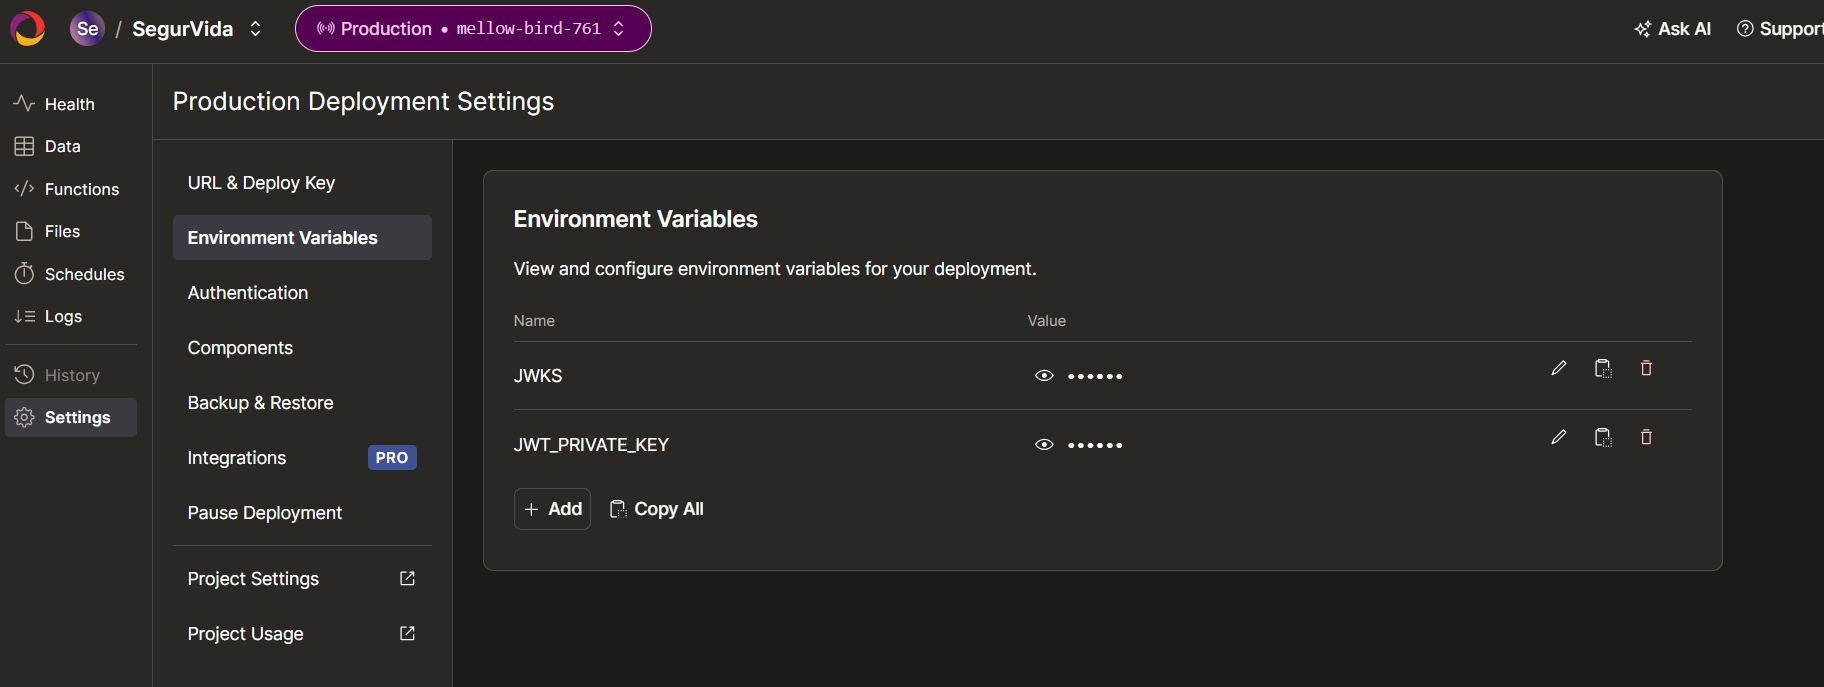 Se / SegurVida
Production • mellow-bird-761
Ask AI
Support
Health
Data
Functions
Files
Schedules
Logs
History
Settings
Production Deployment Settings
URL & Deploy Key
Environment Variables
Authentication
Components
Backup & Restore
Integrations PRO
Pause Deployment
Project Settings
Project Usage
Environment Variables
View and configure environment variables for your deployment.
Name Value
JWKS ••••••
JWT_PRIVATE_KEY ••••••
+ Add Copy All